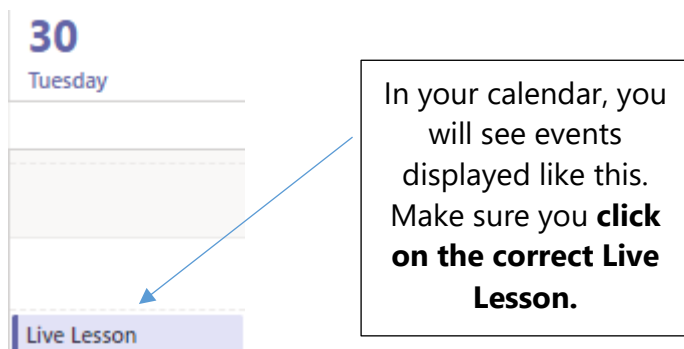 30
Tuesday
In your calendar, you
will see events
displayed like this.
Make sure you click
on the correct Live
Lesson.
Live Lesson